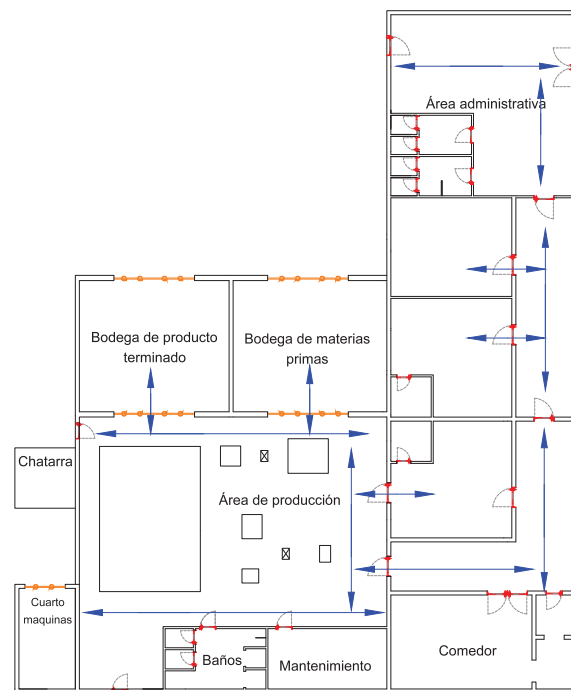 Área administrativa
Bodega de producto
terminado
Bodega de materias
primas
Chatarra
Área de producción
Cuarto
maquinas
Baños
Mantenimiento
Comedor